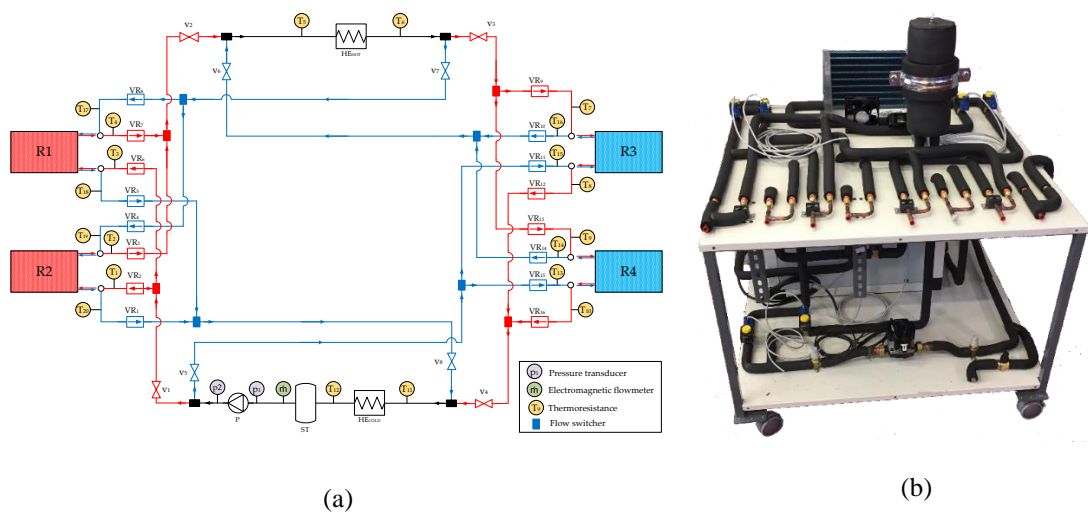 T5
T6
V2
V3
HEHOT
V6
V7
VR8
VR9
T17
T4
T7
VR7
VR10
T16
R1
R3
T3
VR6
VR11
T15
T18
VR5
VR12
T8
VR4
VR13
T19
T2
T9
VR3
VR14
T14
R2
R4
T1
VR2
VR15
T13
T20
VR1
VR16
T10
V5
V8
V1
p2
p1
ṁ
T12
T11
V4
P
ST
HECOLD
p1 Pressure transducer
ṁ Electromagnetic flowmeter
T9 Thermoresistance
Flow switcher
(a)
(b)